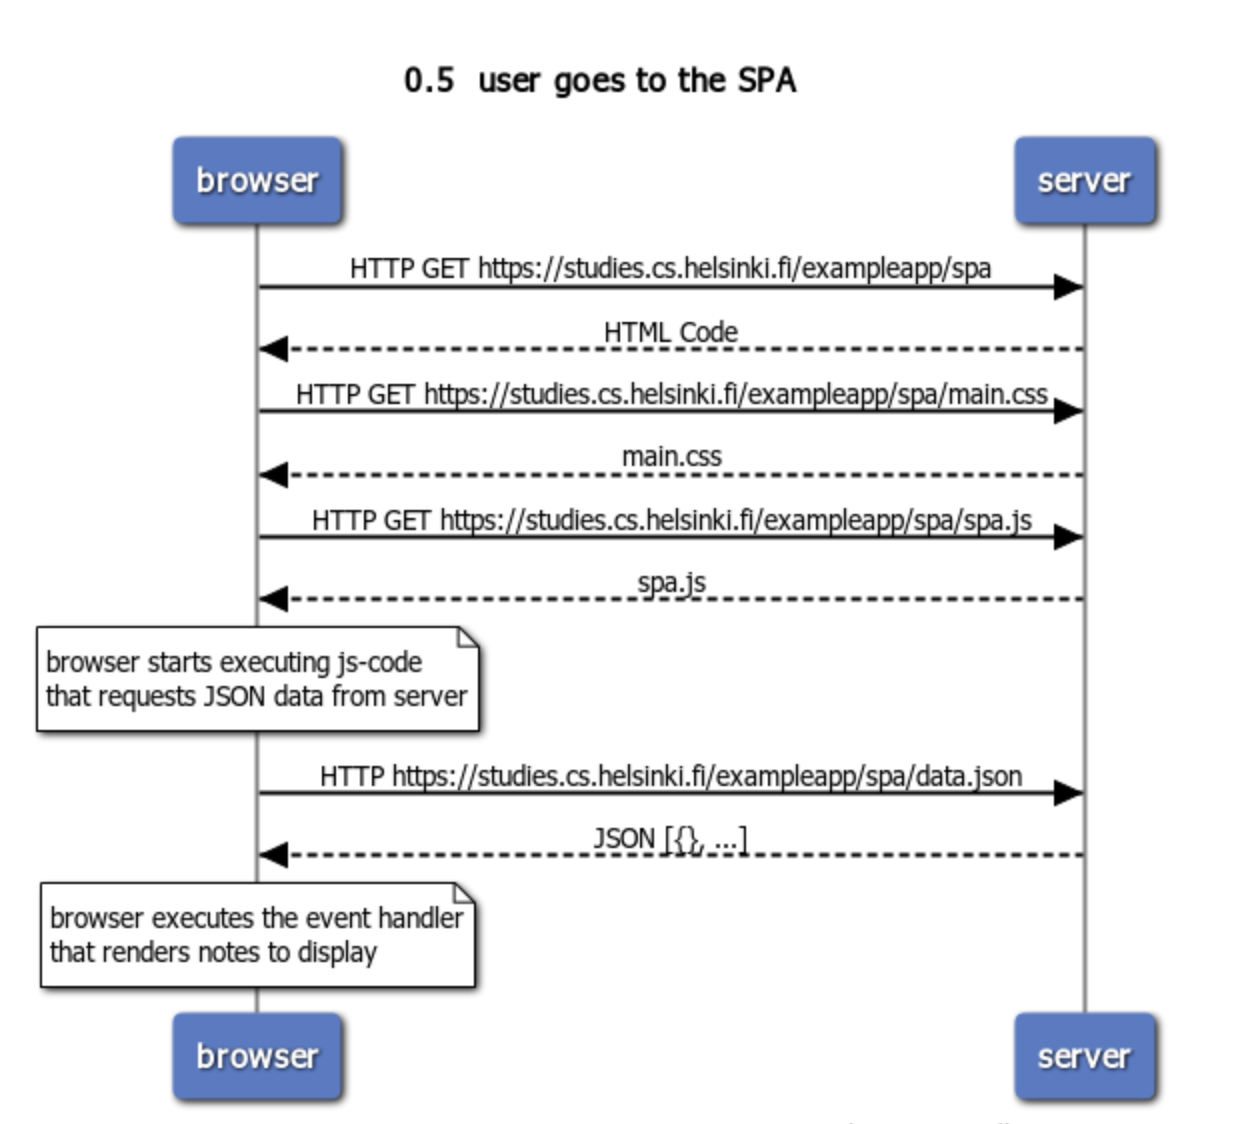 0.5 user goes to the SPA
browser
server
HTTP GET https://studies.cs.helsinki.fi/exampleapp/spa
HTML Code
HTTP GET https://studies.cs.helsinki.fi/exampleapp/spa/main.css
main.css
HTTP GET https://studies.cs.helsinki.fi/exampleapp/spa/spa.js
spa.js
browser starts executing js-code
that requests JSON data from server
HTTP https://studies.cs.helsinki.fi/exampleapp/spa/data.json
JSON [{}, ...]
browser executes the event handler
that renders notes to display
browser
server